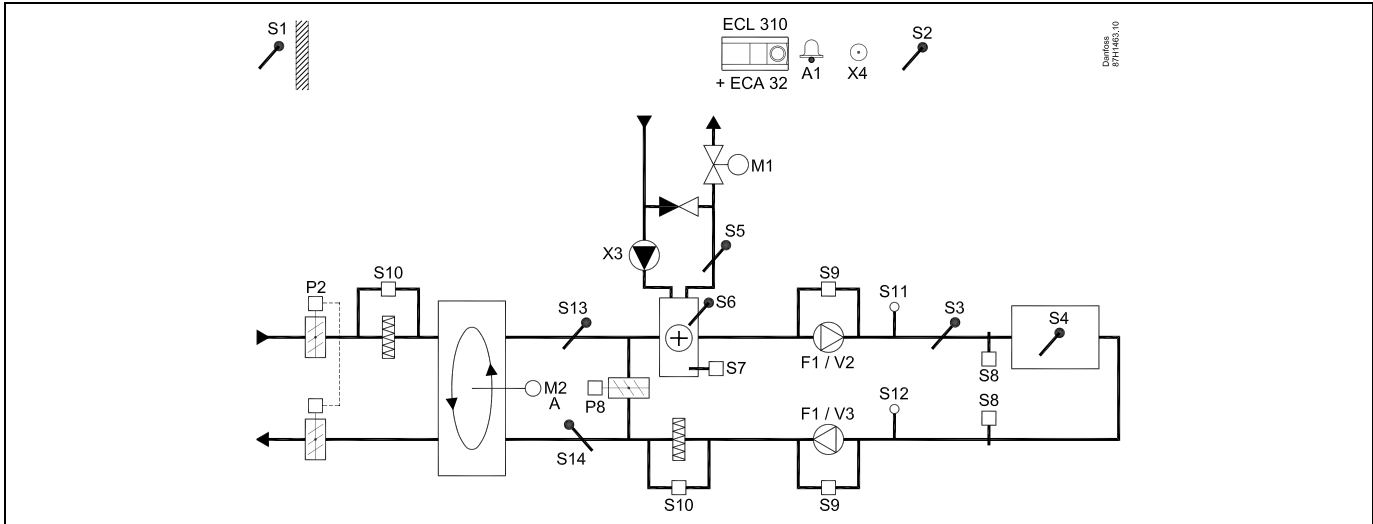 S1
ECL 310
+ ECA 32
A1
X4
S2
Danfoss
87H1463.10
M1
X3
S5
P2
S10
S13
S6
S9
S11
S3
S4
M2
A
P8
S7
F1 / V2
S8
S14
F1 / V3
S12
S8
S10
S9